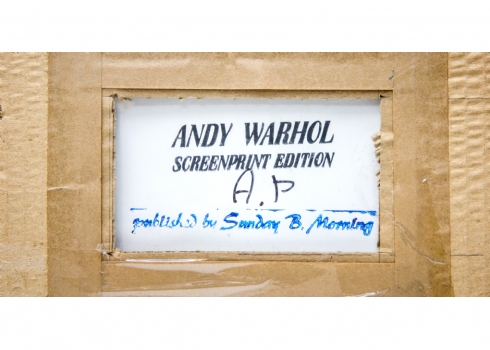 ANDY WARHOL
SCREENPRINT EDITION
A.P
published by Sunday B. Morning